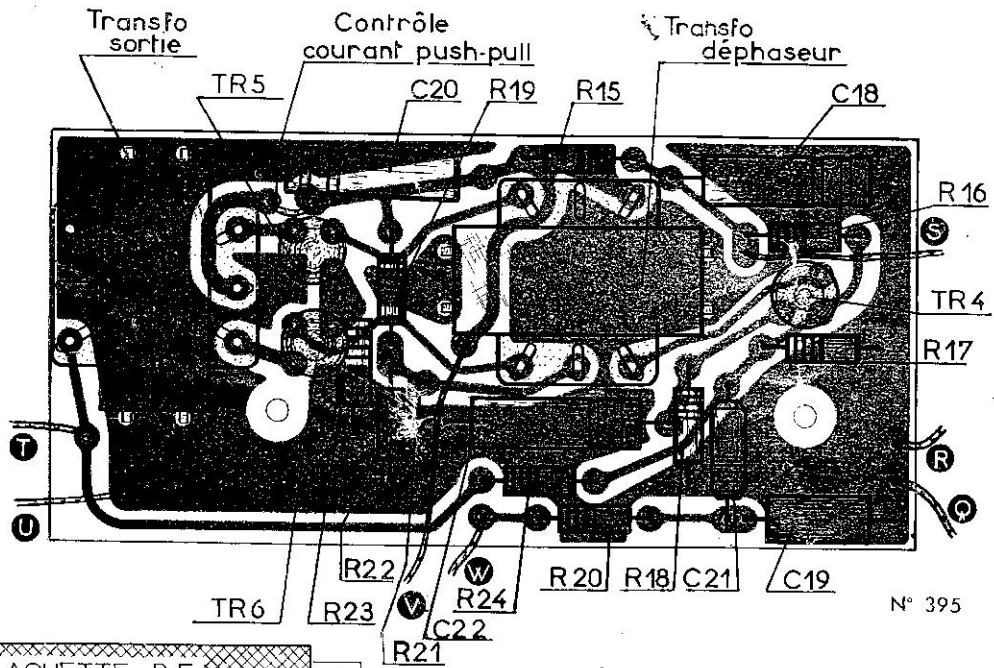 Transfo
sortie
Contrôle
courant push-pull
Transfo
déphaseur
TR5
C20
R19
R15
C18
R16
S
TR4
R17
T
R
U
Q
R22
W
R20
R18
C21
C19
TR6
R23
V
R24
N° 395
C22
R21